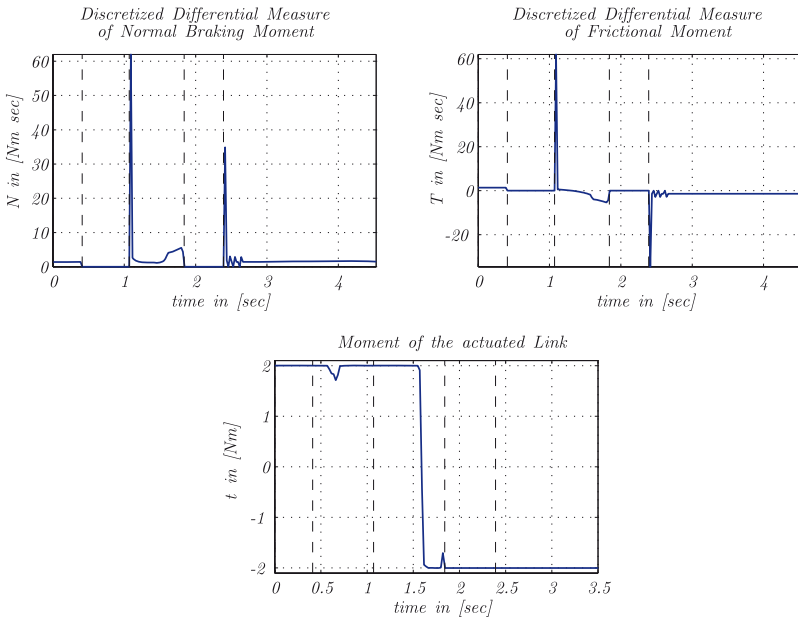 Discretized Differential Measure
of Normal Braking Moment
N in [Nm sec]
60
50
40
30
20
10
0
0 1 2 3 4
time in [sec]
Discretized Differential Measure
of Frictional Moment
T in [Nm sec]
60
40
20
0
-20
0 1 2 3 4
time in [sec]
Moment of the actuated Link
t in [Nm]
2
1
0
-1
-2
0 0.5 1 1.5 2 2.5 3 3.5
time in [sec]